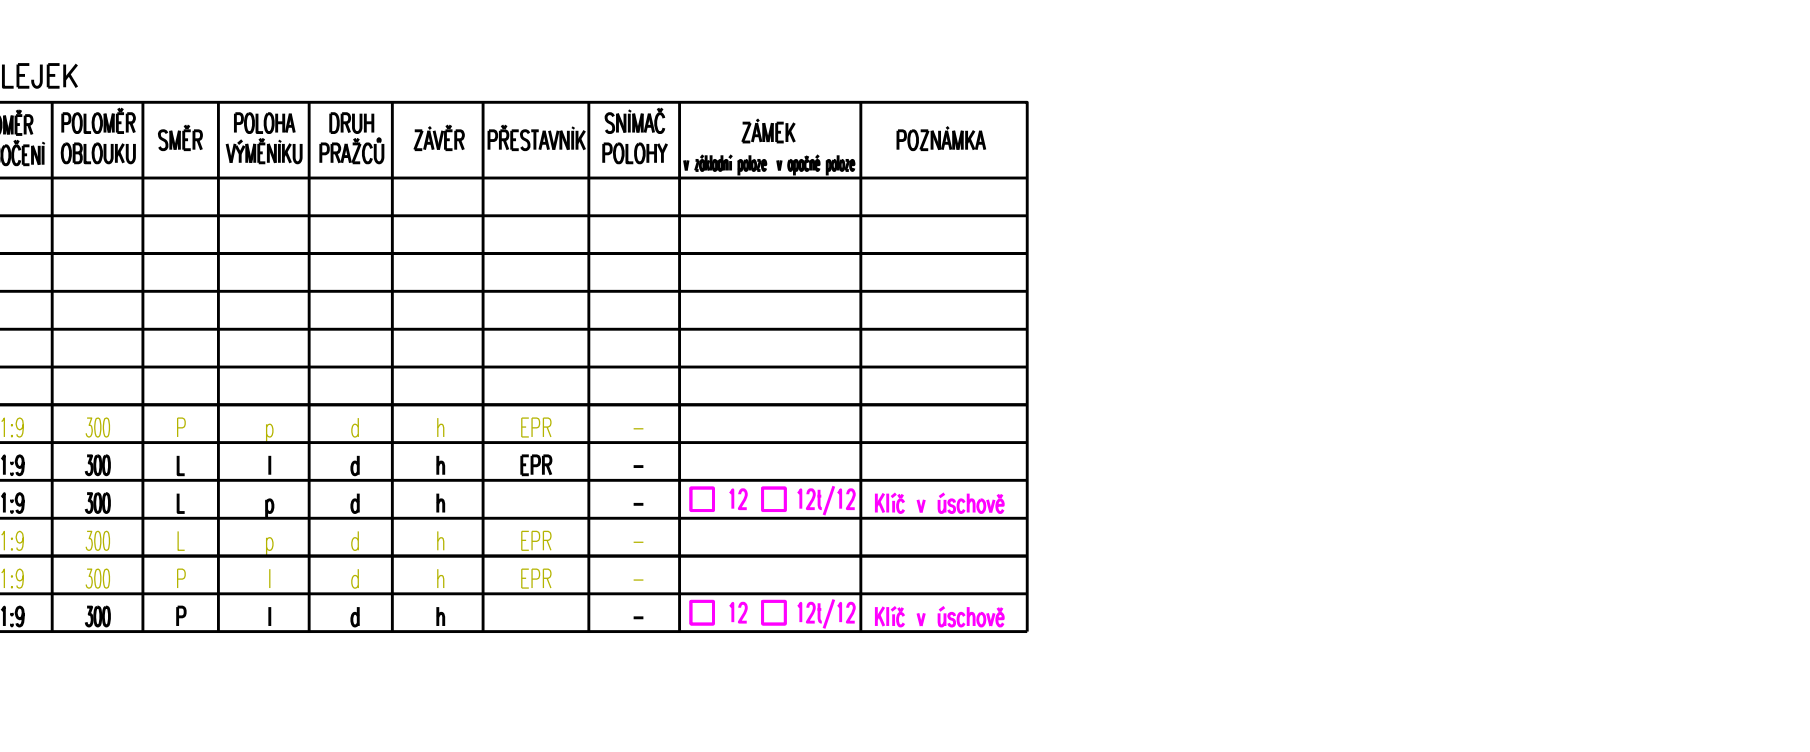 LEJEK
MĚR POLOMĚR OBLOUKU SMĚR POLOHA VÝMĚNÍKU DRUH PRAŽCŮ ZÁVĚR PŘESTAVNÍK SNÍMAČ POLOHY ZÁMEK POZNÁMKA
OČENÍ v základní poloze v opočné poloze
1:9 300 P p d h EPR –
1:9 300 L l d h EPR –
1:9 300 L p d h – 12 12t/12 Klíč v úschově
1:9 300 L p d h EPR –
1:9 300 P l d h EPR –
1:9 300 P l d h – 12 12t/12 Klíč v úschově